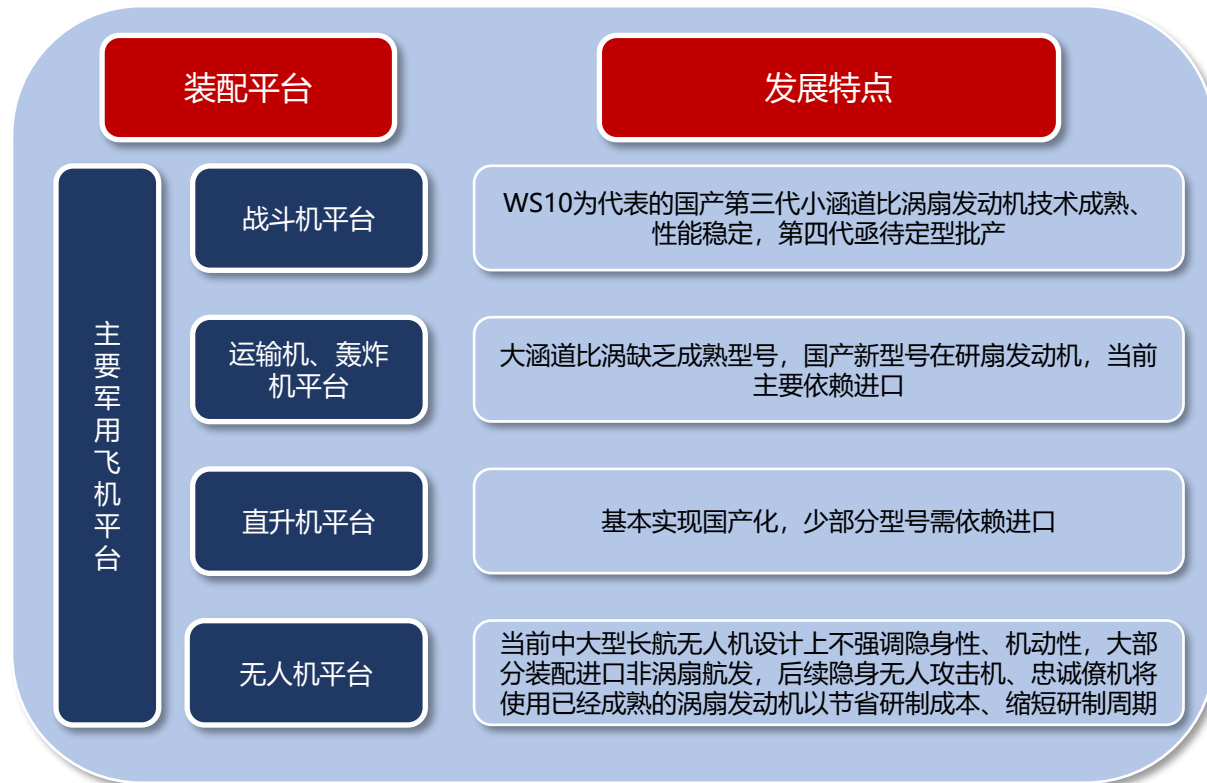 装配平台
发展特点
主要军用飞机平台
战斗机平台
WS10为代表的国产第三代小涵道比涡扇发动机技术成熟、
性能稳定，第四代亟待定型批产
运输机、轰炸
机平台
大涵道比涡缺乏成熟型号，国产新型号在研扇发动机，当前
主要依赖进口
直升机平台
基本实现国产化，少部分型号需依赖进口
无人机平台
当前中大型长航无人机设计上不强调隐身性、机动性，大部
分装配进口非涡扇航发，后续隐身无人攻击机、忠诚僚机将
使用已经成熟的涡扇发动机以节省研制成本、缩短研制周期